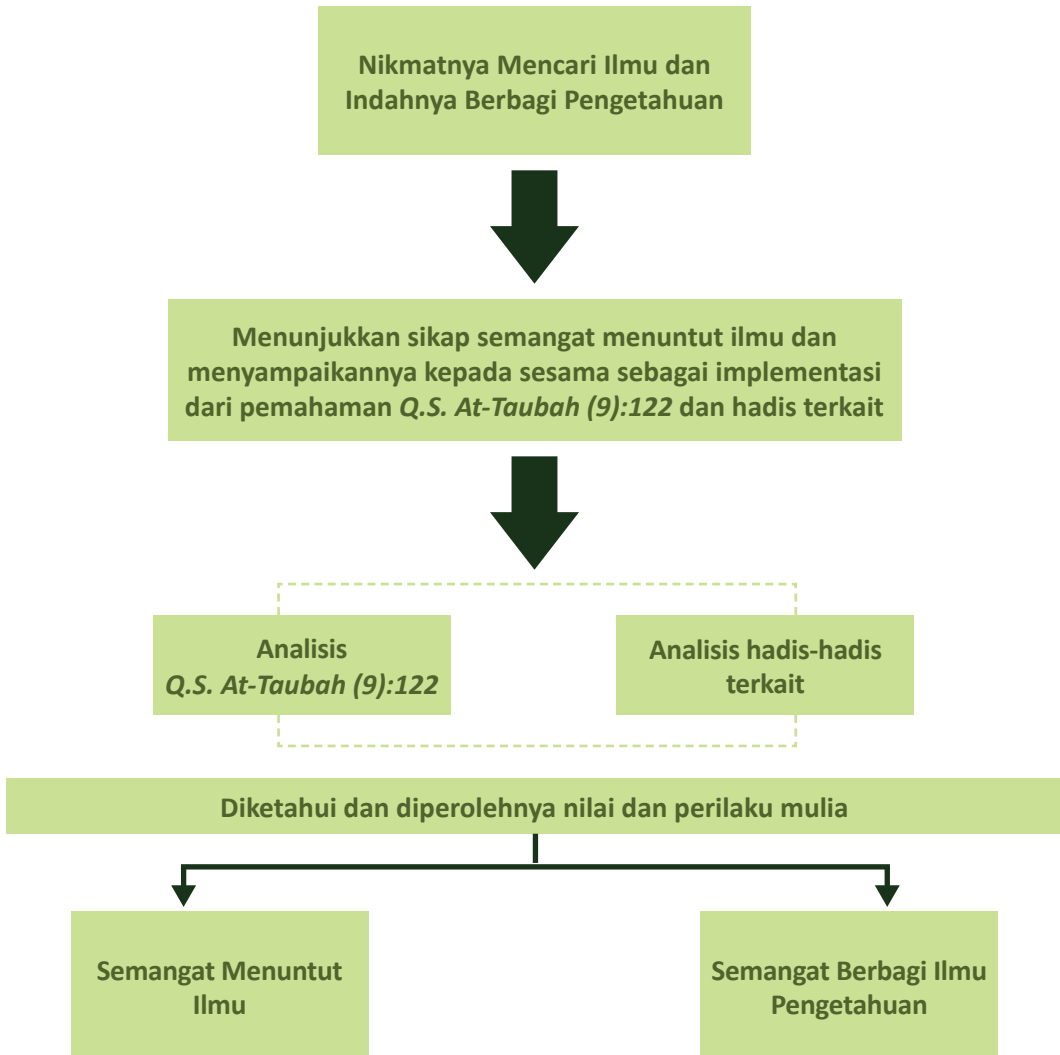 Nikmatnya Mencari Ilmu dan
Indahnya Berbagi Pengetahuan
Menunjukkan sikap semangat menuntut ilmu dan
menyampaikannya kepada sesama sebagai implementasi
dari pemahaman Q.S. At-Taubah (9):122 dan hadis terkait
Analisis
Q.S. At-Taubah (9):122
Analisis hadis-hadis
terkait
Diketahui dan diperolehnya nilai dan perilaku mulia
Semangat Menuntut
Ilmu
Semangat Berbagi Ilmu
Pengetahuan